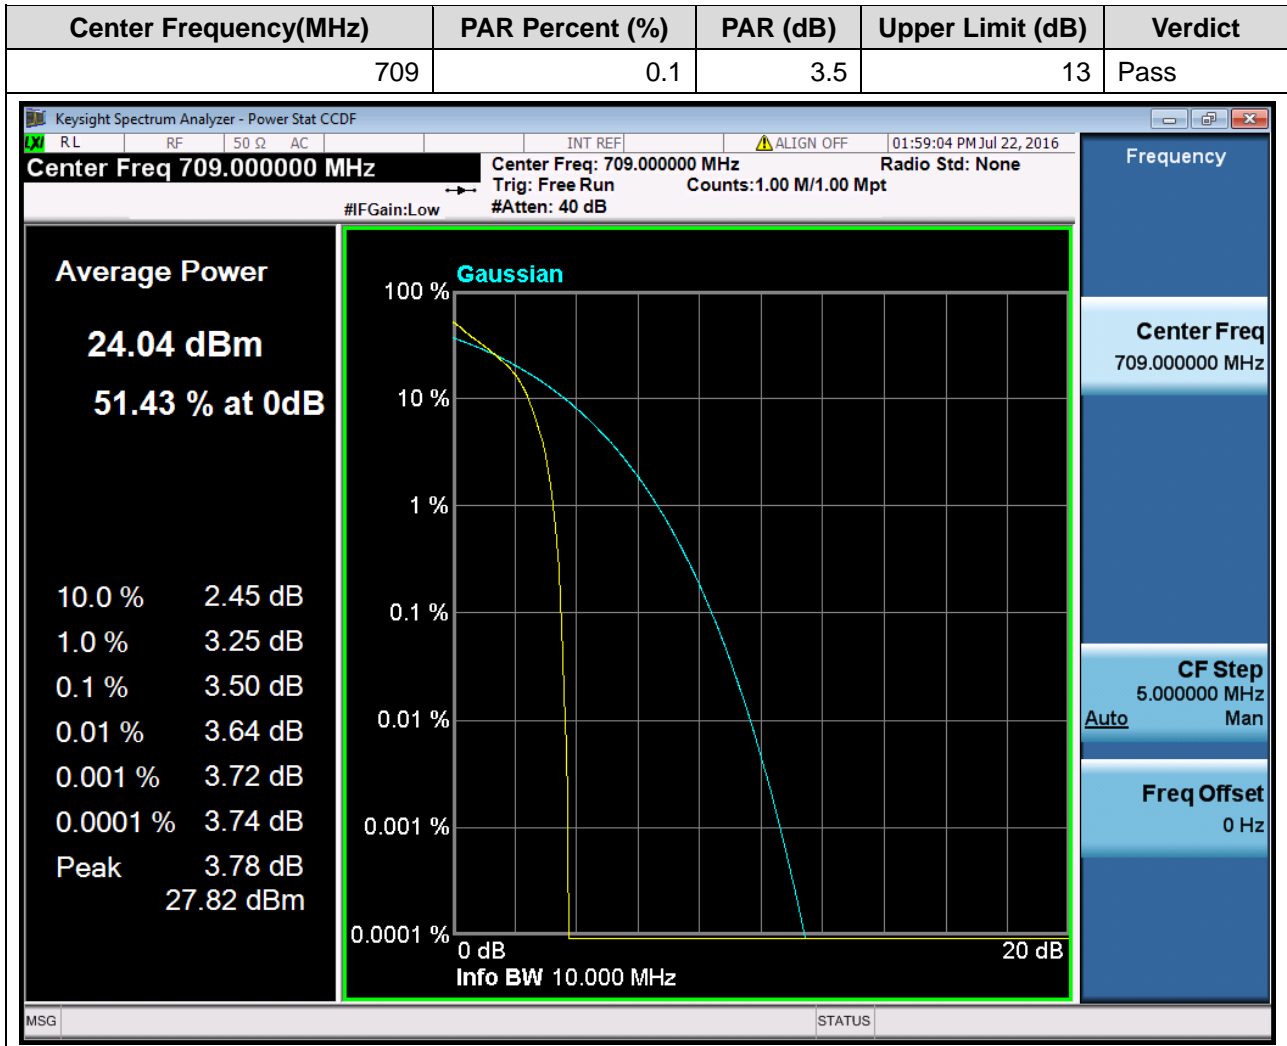 Center Frequency(MHz) PAR Percent (%) PAR (dB) Upper Limit (dB) Verdict
709 0.1 3.5 13 Pass
Keysight Spectrum Analyzer - Power Stat CCDF
LXI RL RF 50 Ω AC INT REF ALIGN OFF 01:59:04 PM Jul 22, 2016
Center Freq 709.000000 MHz
#IFGain:Low
Center Freq: 709.000000 MHz Radio Std: None
Trig: Free Run Counts:1.00 M/1.00 Mpt
#Atten: 40 dB
Average Power
24.04 dBm
51.43 % at 0dB
10.0 % 2.45 dB
1.0 % 3.25 dB
0.1 % 3.50 dB
0.01 % 3.64 dB
0.001 % 3.72 dB
0.0001 % 3.74 dB
Peak 3.78 dB
27.82 dBm
Gaussian
100 %
10 %
1 %
0.1 %
0.01 %
0.001 %
0.0001 %
0 dB 20 dB
Info BW 10.000 MHz
Frequency
Center Freq
709.000000 MHz
CF Step
5.000000 MHz
Auto Man
Freq Offset
0 Hz
MSG STATUS